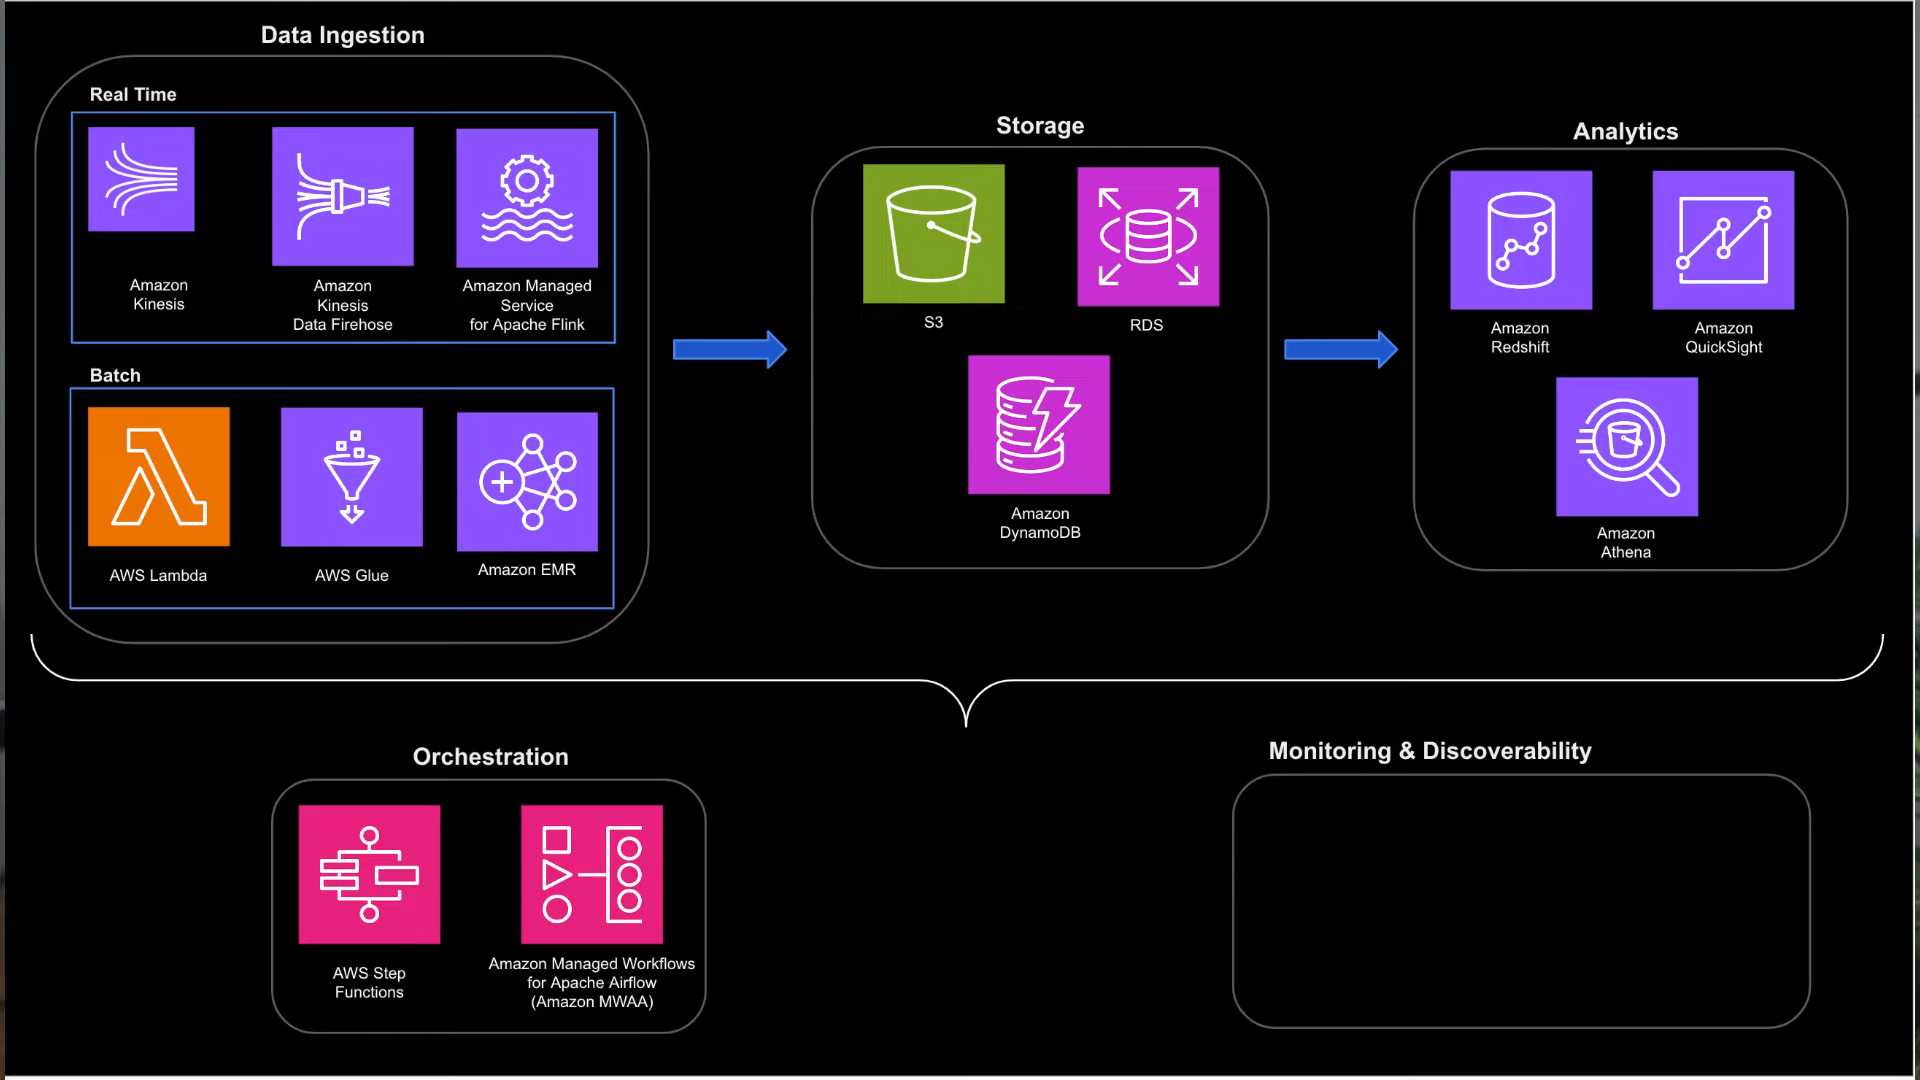 Data Ingestion
Real Time
Amazon
Kinesis
Amazon
Kinesis
Data Firehose
Amazon Managed
Service
for Apache Flink
Batch
AWS Lambda
AWS Glue
Amazon EMR
Storage
S3
RDS
Amazon
DynamoDB
Analytics
Amazon
Redshift
Amazon
QuickSight
Amazon
Athena
Orchestration
AWS Step
Functions
Amazon Managed Workflows
for Apache Airflow
(Amazon MWAA)
Monitoring & Discoverability